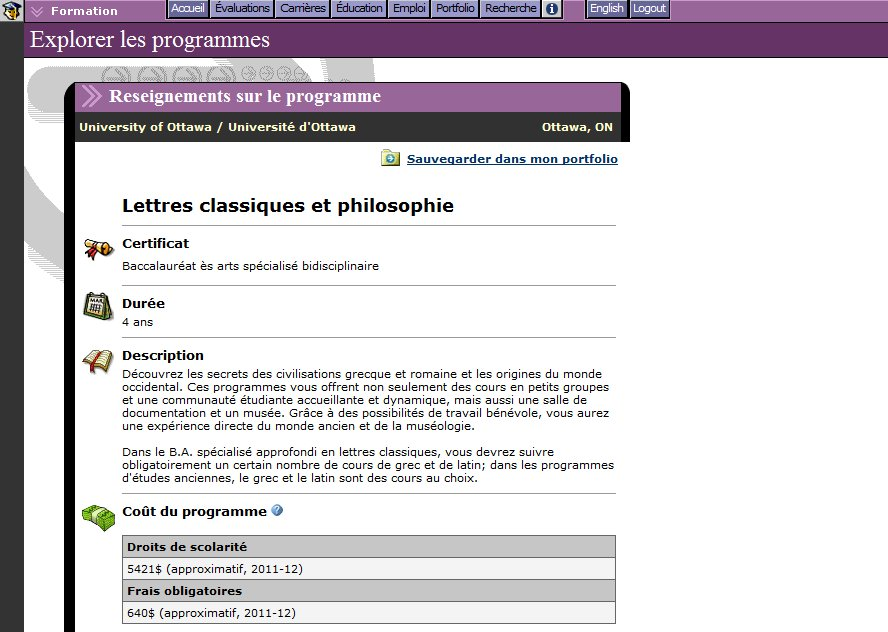 Formation
Accueil Évaluations Carrières Éducation Emploi Portfolio Recherche i English Logout
Explorer les programmes
Reseignements sur le programme
University of Ottawa / Université d'Ottawa Ottawa, ON
Sauvegarder dans mon portfolio
Lettres classiques et philosophie
Certificat
Baccalauréat ès arts spécialisé bidisciplinaire
MAR
Durée
4 ans
Description
Découvrez les secrets des civilisations grecque et romaine et les origines du monde
occidental. Ces programmes vous offrent non seulement des cours en petits groupes
et une communauté étudiante accueillante et dynamique, mais aussi une salle de
documentation et un musée. Grâce à des possibilités de travail bénévole, vous aurez
une expérience directe du monde ancien et de la muséologie.
Dans le B.A. spécialisé approfondi en lettres classiques, vous devrez suivre
obligatoirement un certain nombre de cours de grec et de latin; dans les programmes
d'études anciennes, le grec et le latin sont des cours au choix.
Coût du programme ?
Droits de scolarité
5421$ (approximatif, 2011-12)
Frais obligatoires
640$ (approximatif, 2011-12)